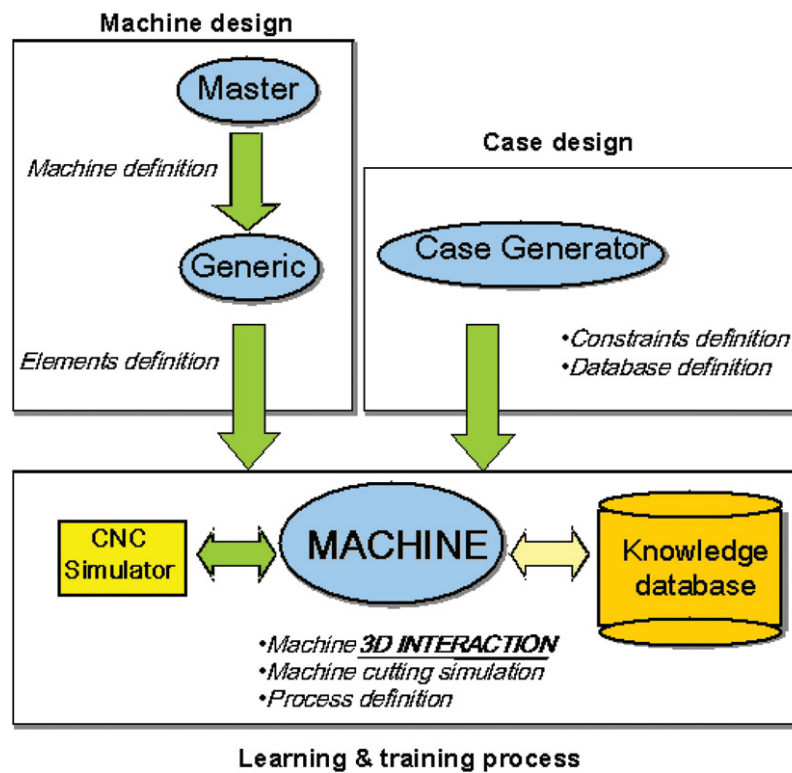 Machine design
Master
Machine definition
Generic
Elements definition
Case design
Case Generator
•Constraints definition
•Database definition
CNC
Simulator
MACHINE
Knowledge
database
•Machine 3D INTERACTION
•Machine cutting simulation
•Process definition
Learning & training process